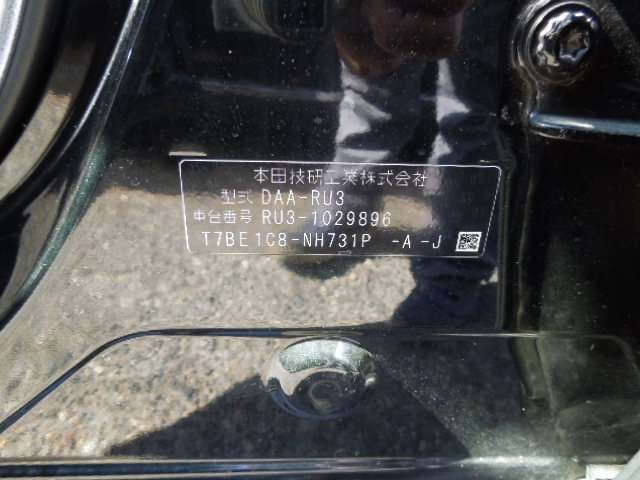 本田技研工業株式会社
型式 DAA-RU3
車台番号 RU3-1029896
T7BE1C8-NH731P -A-J